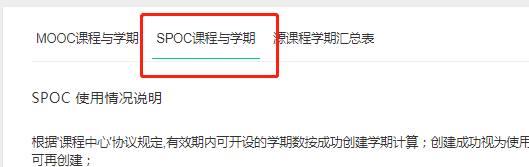 MOOC课程与学期 SPOC课程与学期 源课程学期汇总表
SPOC 使用情况说明
根据'课程中心'协议规定,有效期内可开设的学期数按成功创建学期计算；创建成功视为使用
可再创建；